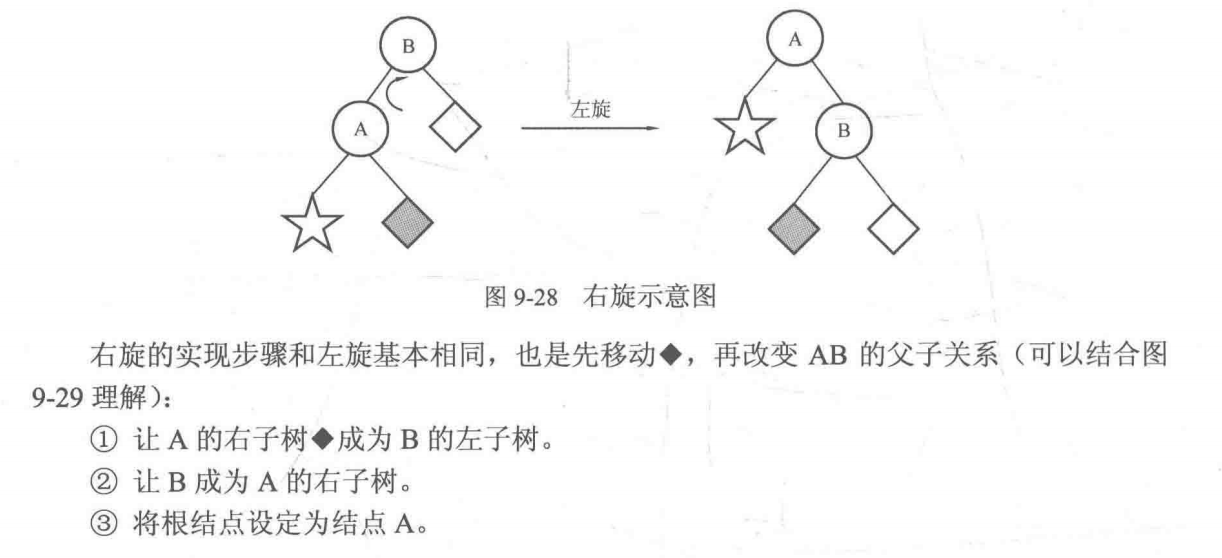 B
A
左旋
A
B
图 9-28 右旋示意图
右旋的实现步骤和左旋基本相同，也是先移动◆，再改变 AB 的父子关系（可以结合图
9-29 理解）：
① 让 A 的右子树◆成为 B 的左子树。
② 让 B 成为 A 的右子树。
③ 将根结点设定为结点 A。